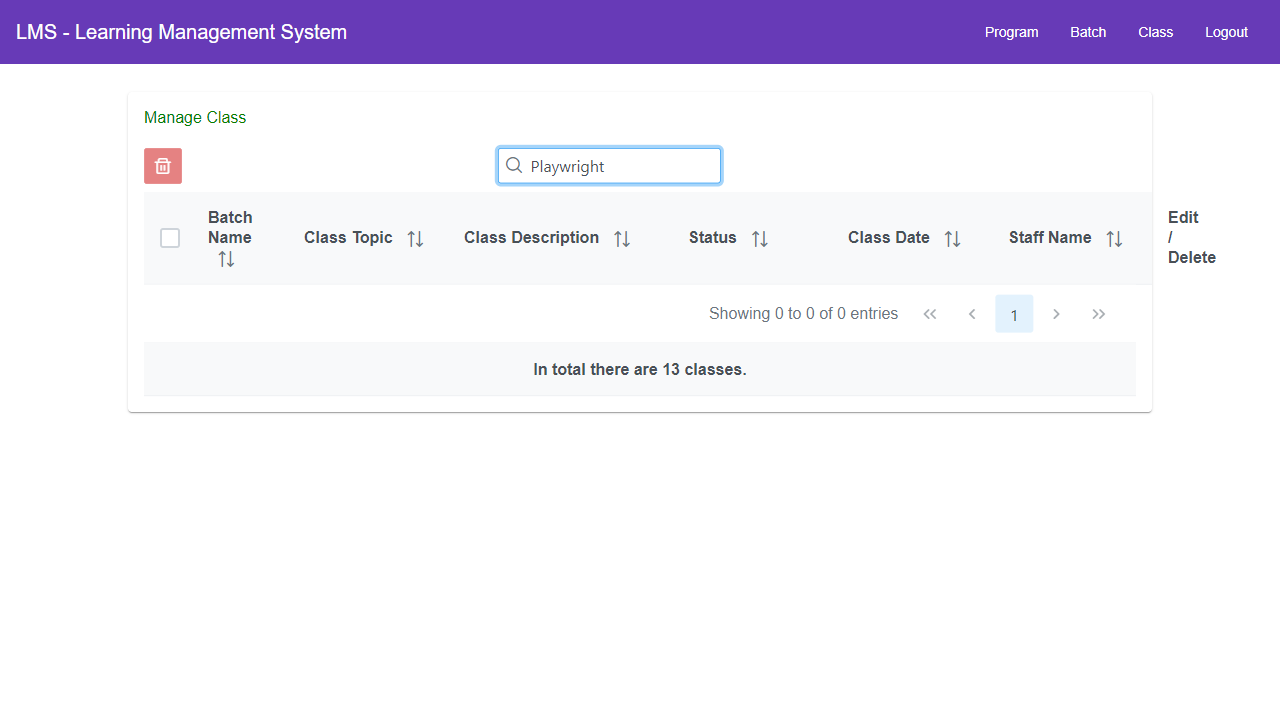 LMS - Learning Management System
Program
Batch
Class
Logout
Manage Class
Playwright
Batch
Name
Class Topic
Class Description
Status
Class Date
Staff Name
Edit
/
Delete
Showing 0 to 0 of 0 entries
1
In total there are 13 classes.